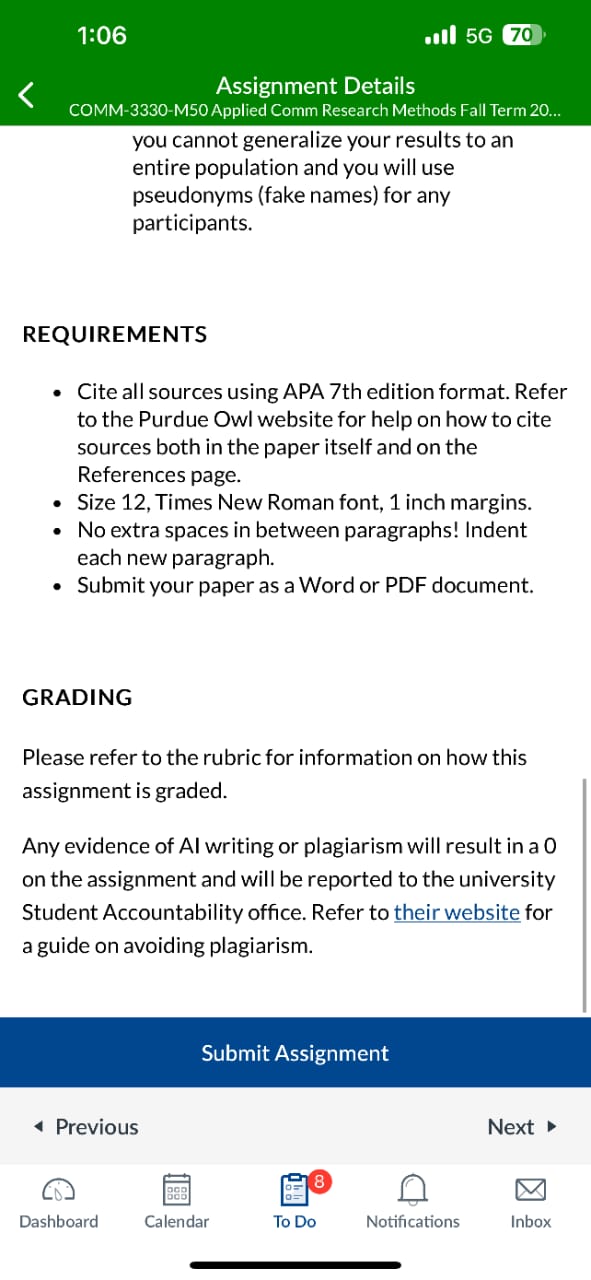 1:06
5G 70
Assignment Details
COMM-3330-M50 Applied Comm Research Methods Fall Term 20...
you cannot generalize your results to an
entire population and you will use
pseudonyms (fake names) for any
participants.
REQUIREMENTS
• Cite all sources using APA 7th edition format. Refer
to the Purdue Owl website for help on how to cite
sources both in the paper itself and on the
References page.
• Size 12, Times New Roman font, 1 inch margins.
• No extra spaces in between paragraphs! Indent
each new paragraph.
• Submit your paper as a Word or PDF document.
GRADING
Please refer to the rubric for information on how this
assignment is graded.
Any evidence of AI writing or plagiarism will result in a 0
on the assignment and will be reported to the university
Student Accountability office. Refer to their website for
a guide on avoiding plagiarism.
Submit Assignment
Previous Next
8
Dashboard Calendar To Do Notifications Inbox